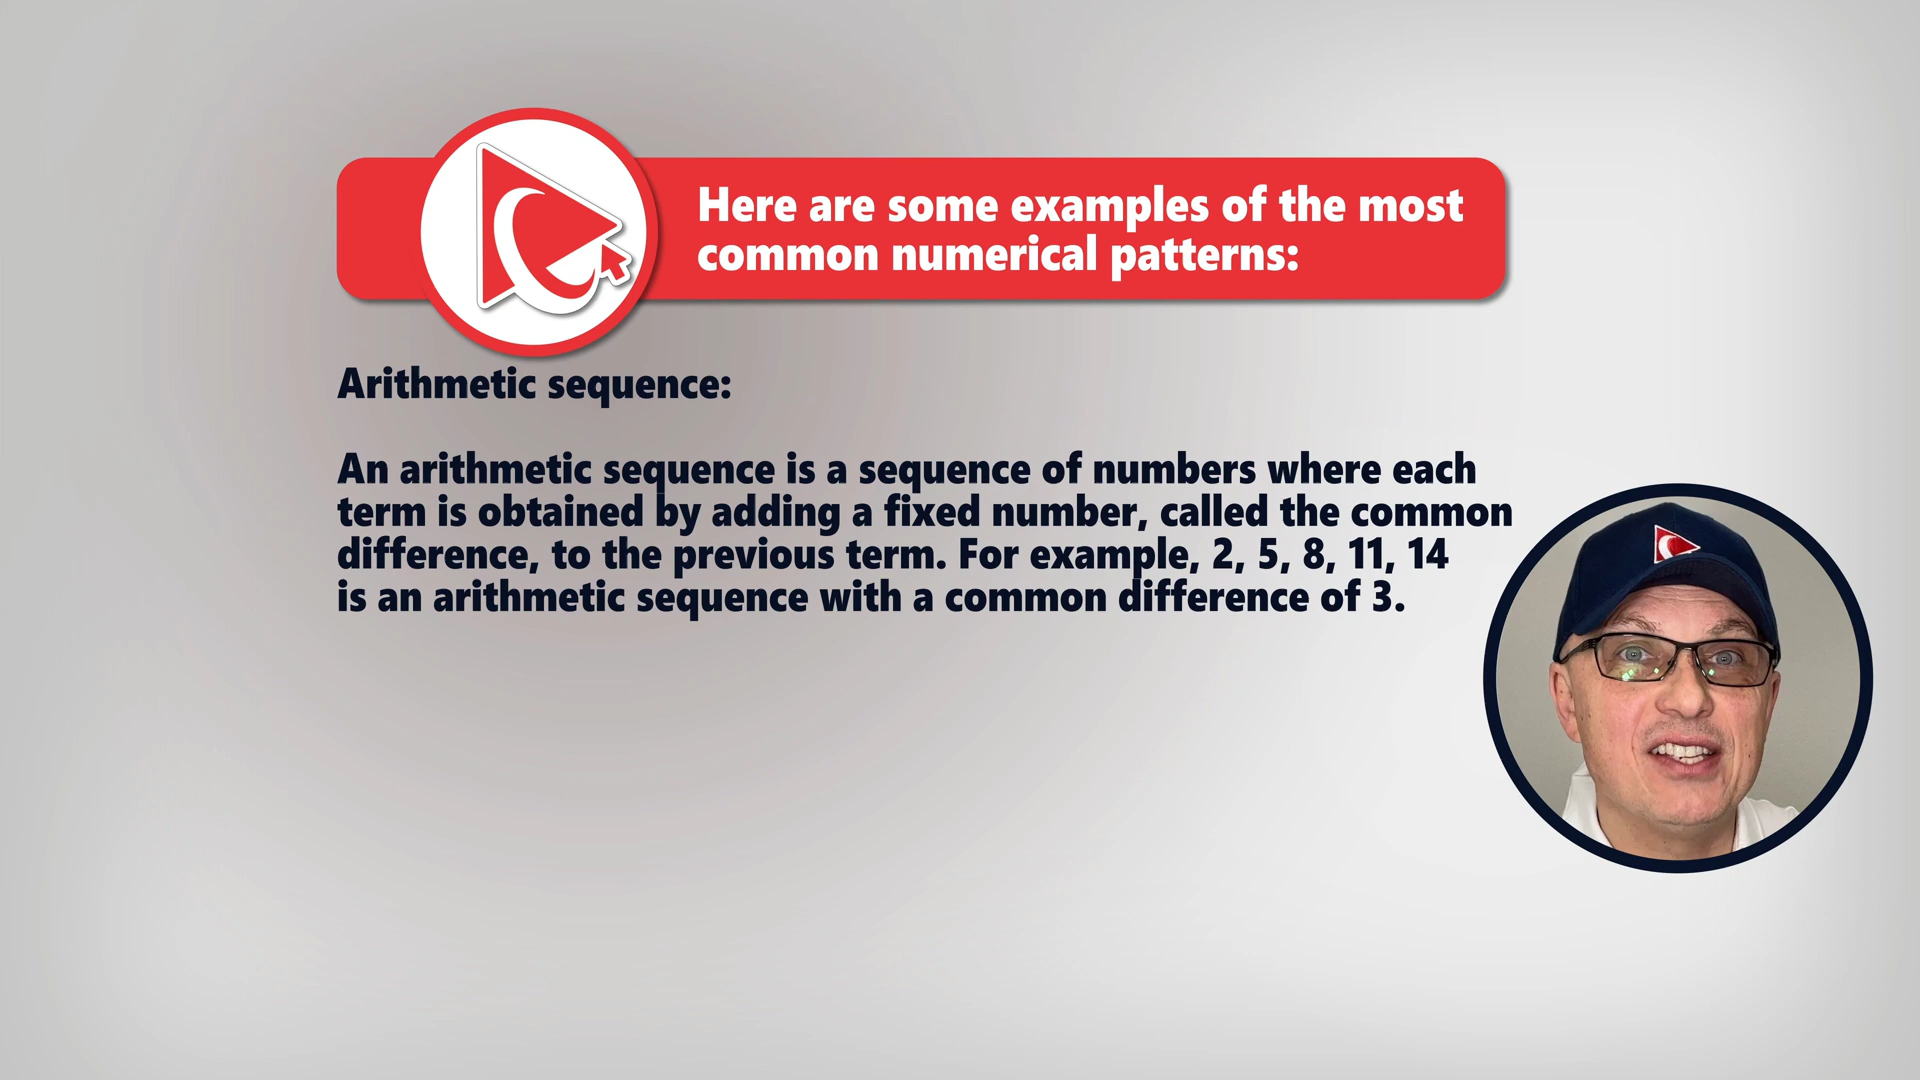 Here are some examples of the most
common numerical patterns:
Arithmetic sequence:
An arithmetic sequence is a sequence of numbers where each
term is obtained by adding a fixed number, called the common
difference, to the previous term. For example, 2, 5, 8, 11, 14
is an arithmetic sequence with a common difference of 3.